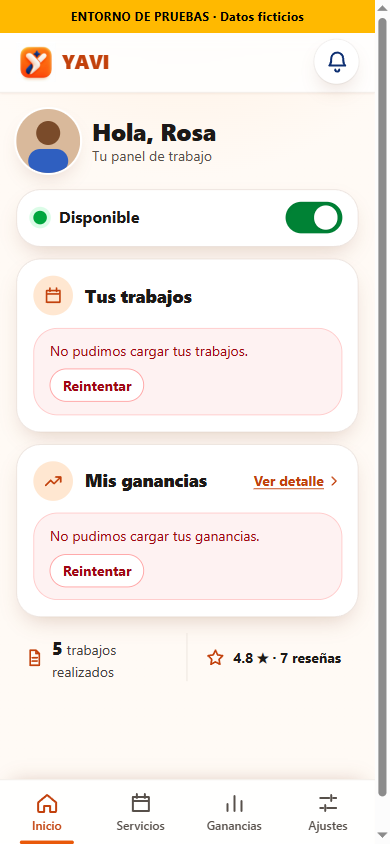 ENTORNO DE PRUEBAS · Datos ficticios
YAVI
Hola, Rosa
Tu panel de trabajo
Disponible
Tus trabajos
No pudimos cargar tus trabajos.
Reintentar
Mis ganancias
Ver detalle
No pudimos cargar tus ganancias.
Reintentar
5 trabajos
realizados
4.8 ★ · 7 reseñas
Inicio
Servicios
Ganancias
Ajustes